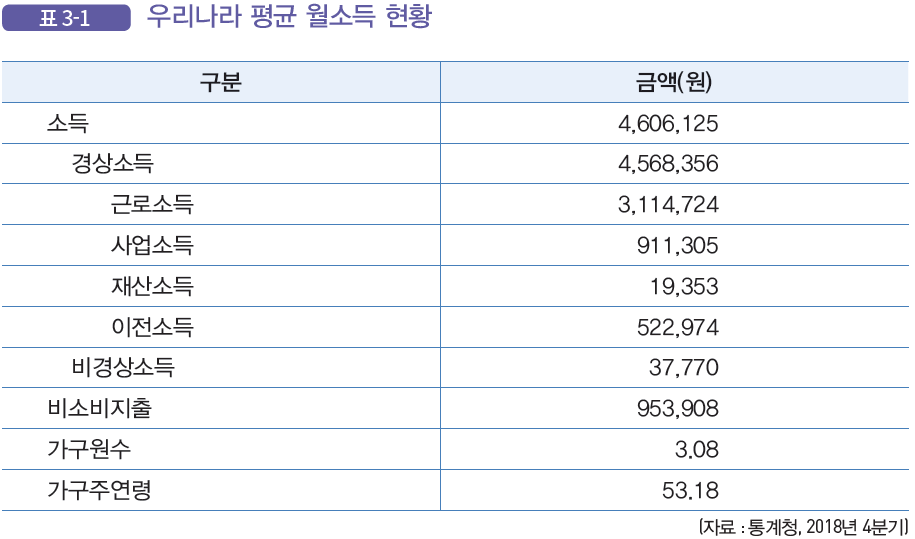 표 3-1 우리나라 평균 월소득 현황
구분 금액(원)
소득 4,606,125
경상소득 4,568,356
근로소득 3,114,724
사업소득 911,305
재산소득 19,353
이전소득 522,974
비경상소득 37,770
비소비지출 953,908
가구원수 3.08
가구주연령 53.18
(자료 : 통계청, 2018년 4분기)